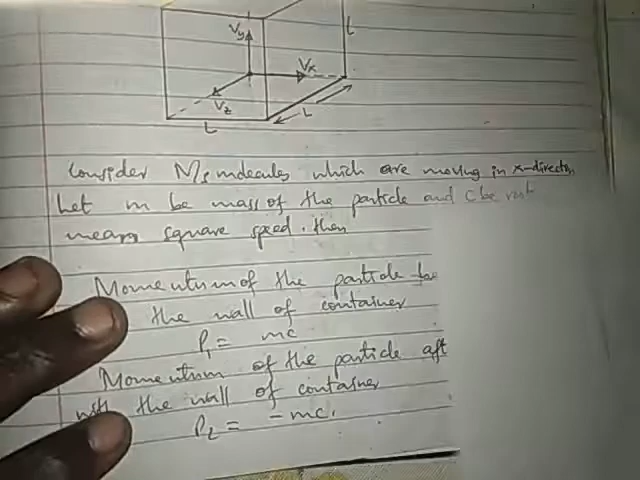 Vy
L
Vx
Vz
L
L
Consider N, molecules which are moving in x-directn
Let m be mass of the particle and C be root
mean square speed. then
Momentum of the particle be
the wall of container
P₁ = mc
Momentum of the particle aft
the wall of container
P₂ = -mc.